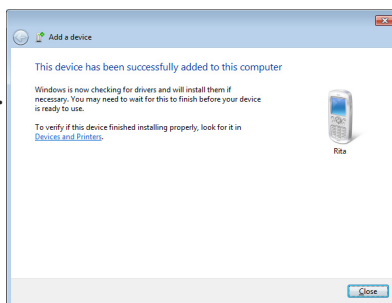 Add a device
This device has been successfully added to this computer
Windows is now checking for drivers and will install them if
necessary. You may need to wait for this to finish before your device
is ready to use.
To verify if this device finished installing properly, look for it in
Devices and Printers.
Rita
Close